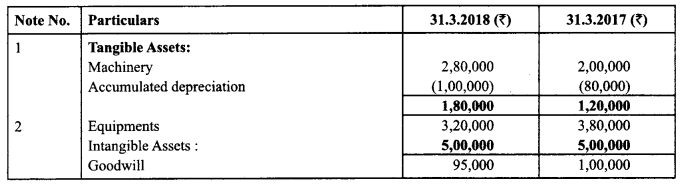 Note No. Particulars 31.3.2018 (₹) 31.3.2017 (₹)
1 Tangible Assets:
Machinery 2,80,000 2,00,000
Accumulated depreciation (1,00,000) (80,000)
1,80,000 1,20,000
2 Equipments 3,20,000 3,80,000
Intangible Assets : 5,00,000 5,00,000
Goodwill 95,000 1,00,000